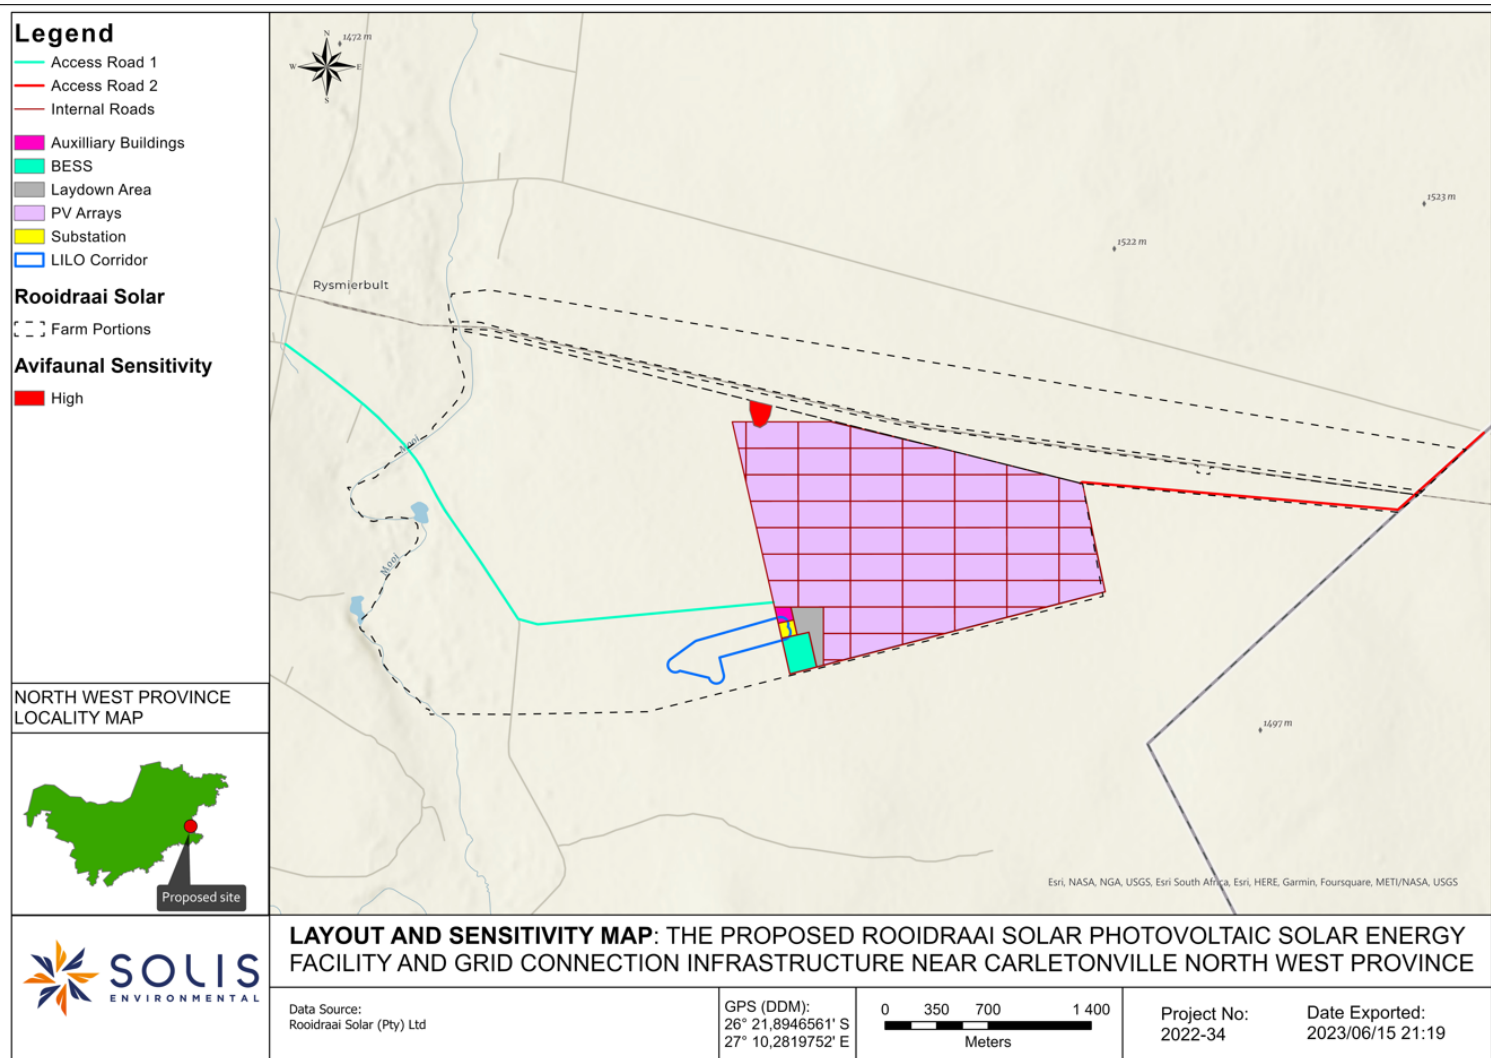 Legend
Access Road 1
Access Road 2
Internal Roads
Auxilliary Buildings
BESS
Laydown Area
PV Arrays
Substation
LILO Corridor
Rooidraai Solar
Farm Portions
Avifaunal Sensitivity
High
NORTH WEST PROVINCE
LOCALITY MAP
Proposed site
N
W
E
S
1472 m
1523 m
1522 m
Rysmierbult
Mooi
Mooi
1497 m
Esri, NASA, NGA, USGS, Esri South Africa, Esri, HERE, Garmin, Foursquare, METI/NASA, USGS
SOLIS
ENVIRONMENTAL
LAYOUT AND SENSITIVITY MAP: THE PROPOSED ROOIDRAAI SOLAR PHOTOVOLTAIC SOLAR ENERGY
FACILITY AND GRID CONNECTION INFRASTRUCTURE NEAR CARLETONVILLE NORTH WEST PROVINCE
Data Source:
Rooidraai Solar (Pty) Ltd
GPS (DDM):
26° 21,8946561' S
27° 10,2819752' E
0 350 700 1 400
Meters
Project No:
2022-34
Date Exported:
2023/06/15 21:19